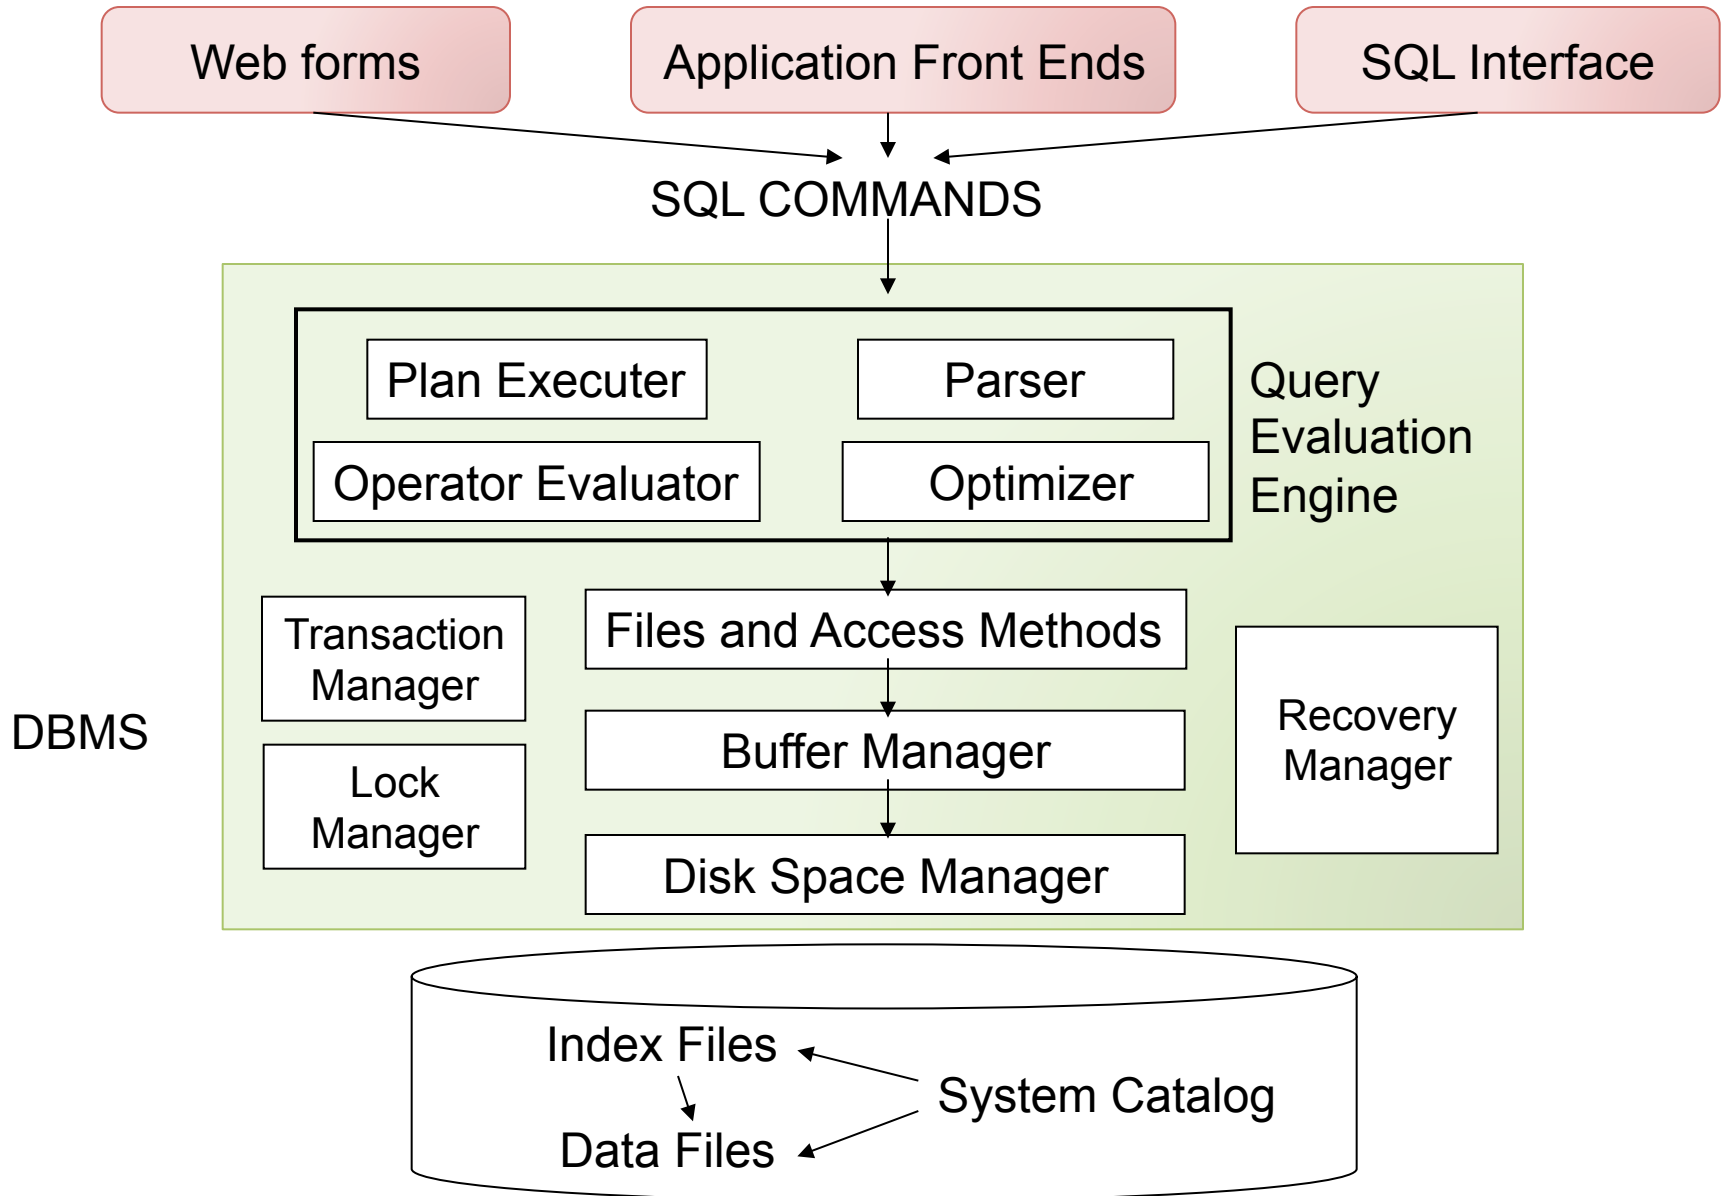 Web forms
Application Front Ends
SQL Interface
SQL COMMANDS
Plan Executer
Parser
Operator Evaluator
Optimizer
Query
Evaluation
Engine
Transaction
Manager
Files and Access Methods
DBMS
Lock
Manager
Buffer Manager
Recovery
Manager
Disk Space Manager
Index Files
System Catalog
Data Files